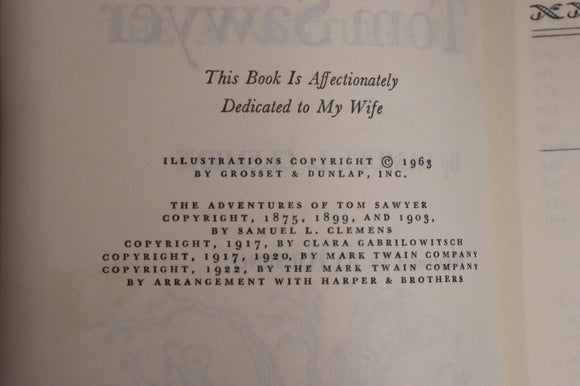 This Book Is Affectionately
Dedicated to My Wife
ILLUSTRATIONS COPYRIGHT © 1963
BY GROSSET & DUNLAP, INC.
THE ADVENTURES OF TOM SAWYER
COPYRIGHT, 1875, 1899, AND 1903,
BY SAMUEL L. CLEMENS
COPYRIGHT, 1917, BY CLARA GABRILOWITSCH
COPYRIGHT, 1917, 1920, BY MARK TWAIN COMPANY
COPYRIGHT, 1922, BY THE MARK TWAIN COMPANY
BY ARRANGEMENT WITH HARPER & BROTHERS